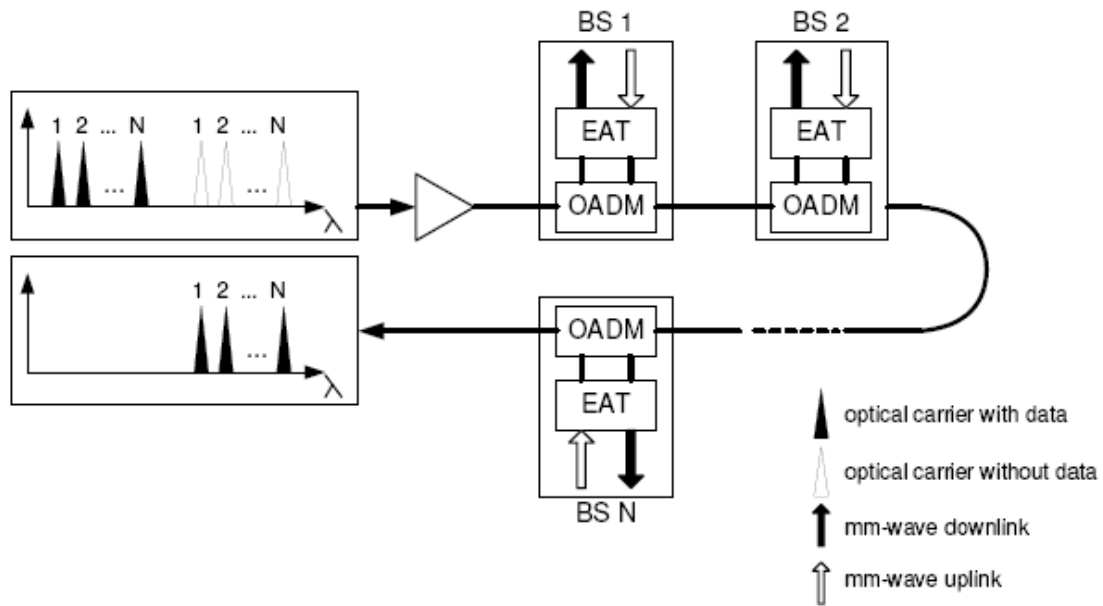 BS 1
BS 2
1 2 ... N 1 2 ... N
EAT
EAT
... ...
OADM
OADM
λ
1 2 ... N
OADM
...
EAT
λ
BS N
optical carrier with data
optical carrier without data
mm-wave downlink
mm-wave uplink